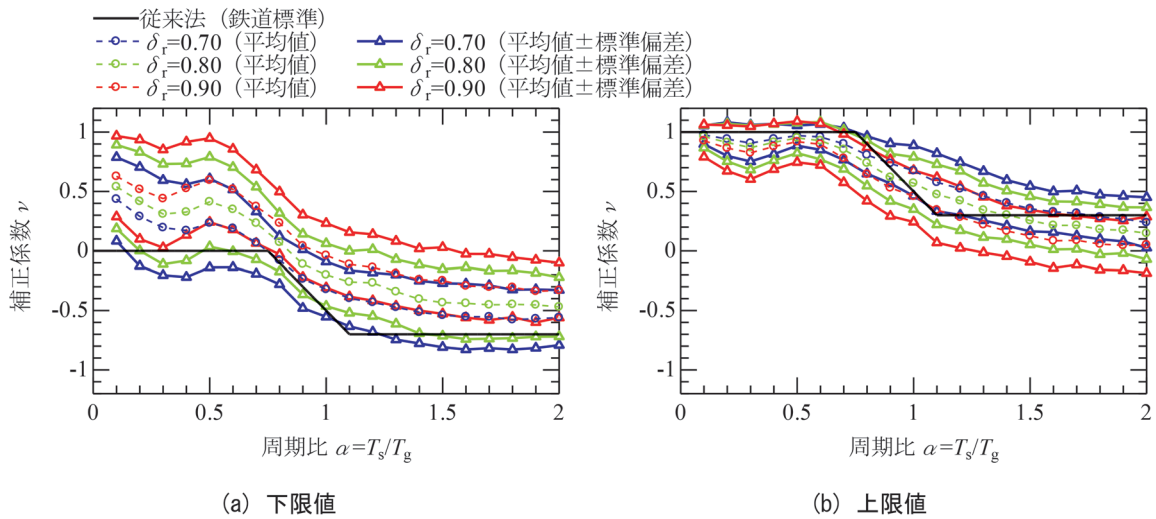 従来法（鉄道標準）
δr=0.70（平均値） δr=0.70（平均値±標準偏差）
δr=0.80（平均値） δr=0.80（平均値±標準偏差）
δr=0.90（平均値） δr=0.90（平均値±標準偏差）
補正係数 ν
1
0.5
0
-0.5
-1
0 0.5 1 1.5 2
周期比 α=Ts/Tg
(a) 下限値
補正係数 ν
1
0.5
0
-0.5
-1
0 0.5 1 1.5 2
周期比 α=Ts/Tg
(b) 上限値